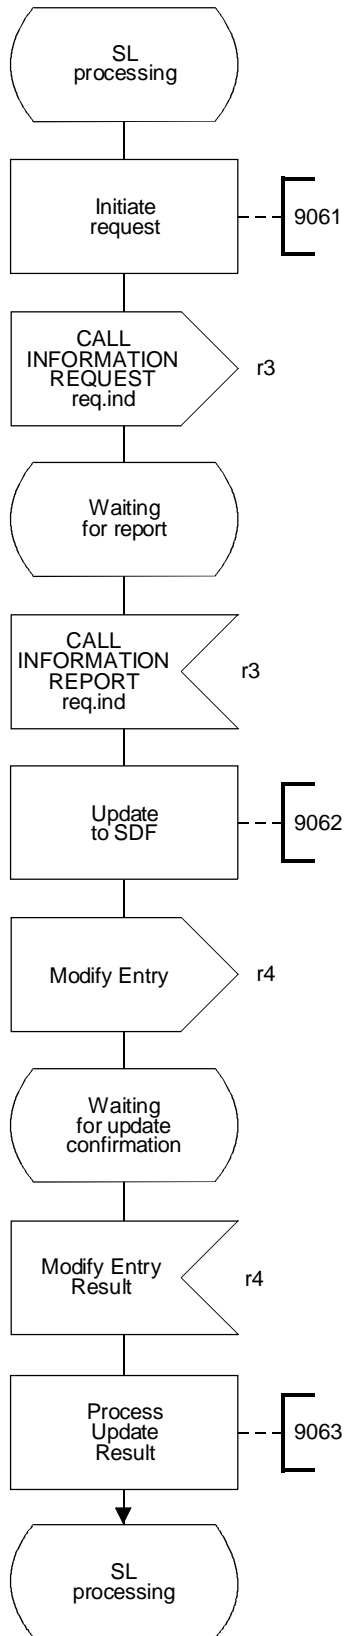 SL
processing
Initiate
request
9061
CALL
INFORMATION
REQUEST
req.ind
r3
Waiting
for report
CALL
INFORMATION
REPORT
req.ind
r3
Update
to SDF
9062
Modify Entry
r4
Waiting
for update
confirmation
Modify Entry
Result
r4
Process
Update
Result
9063
SL
processing